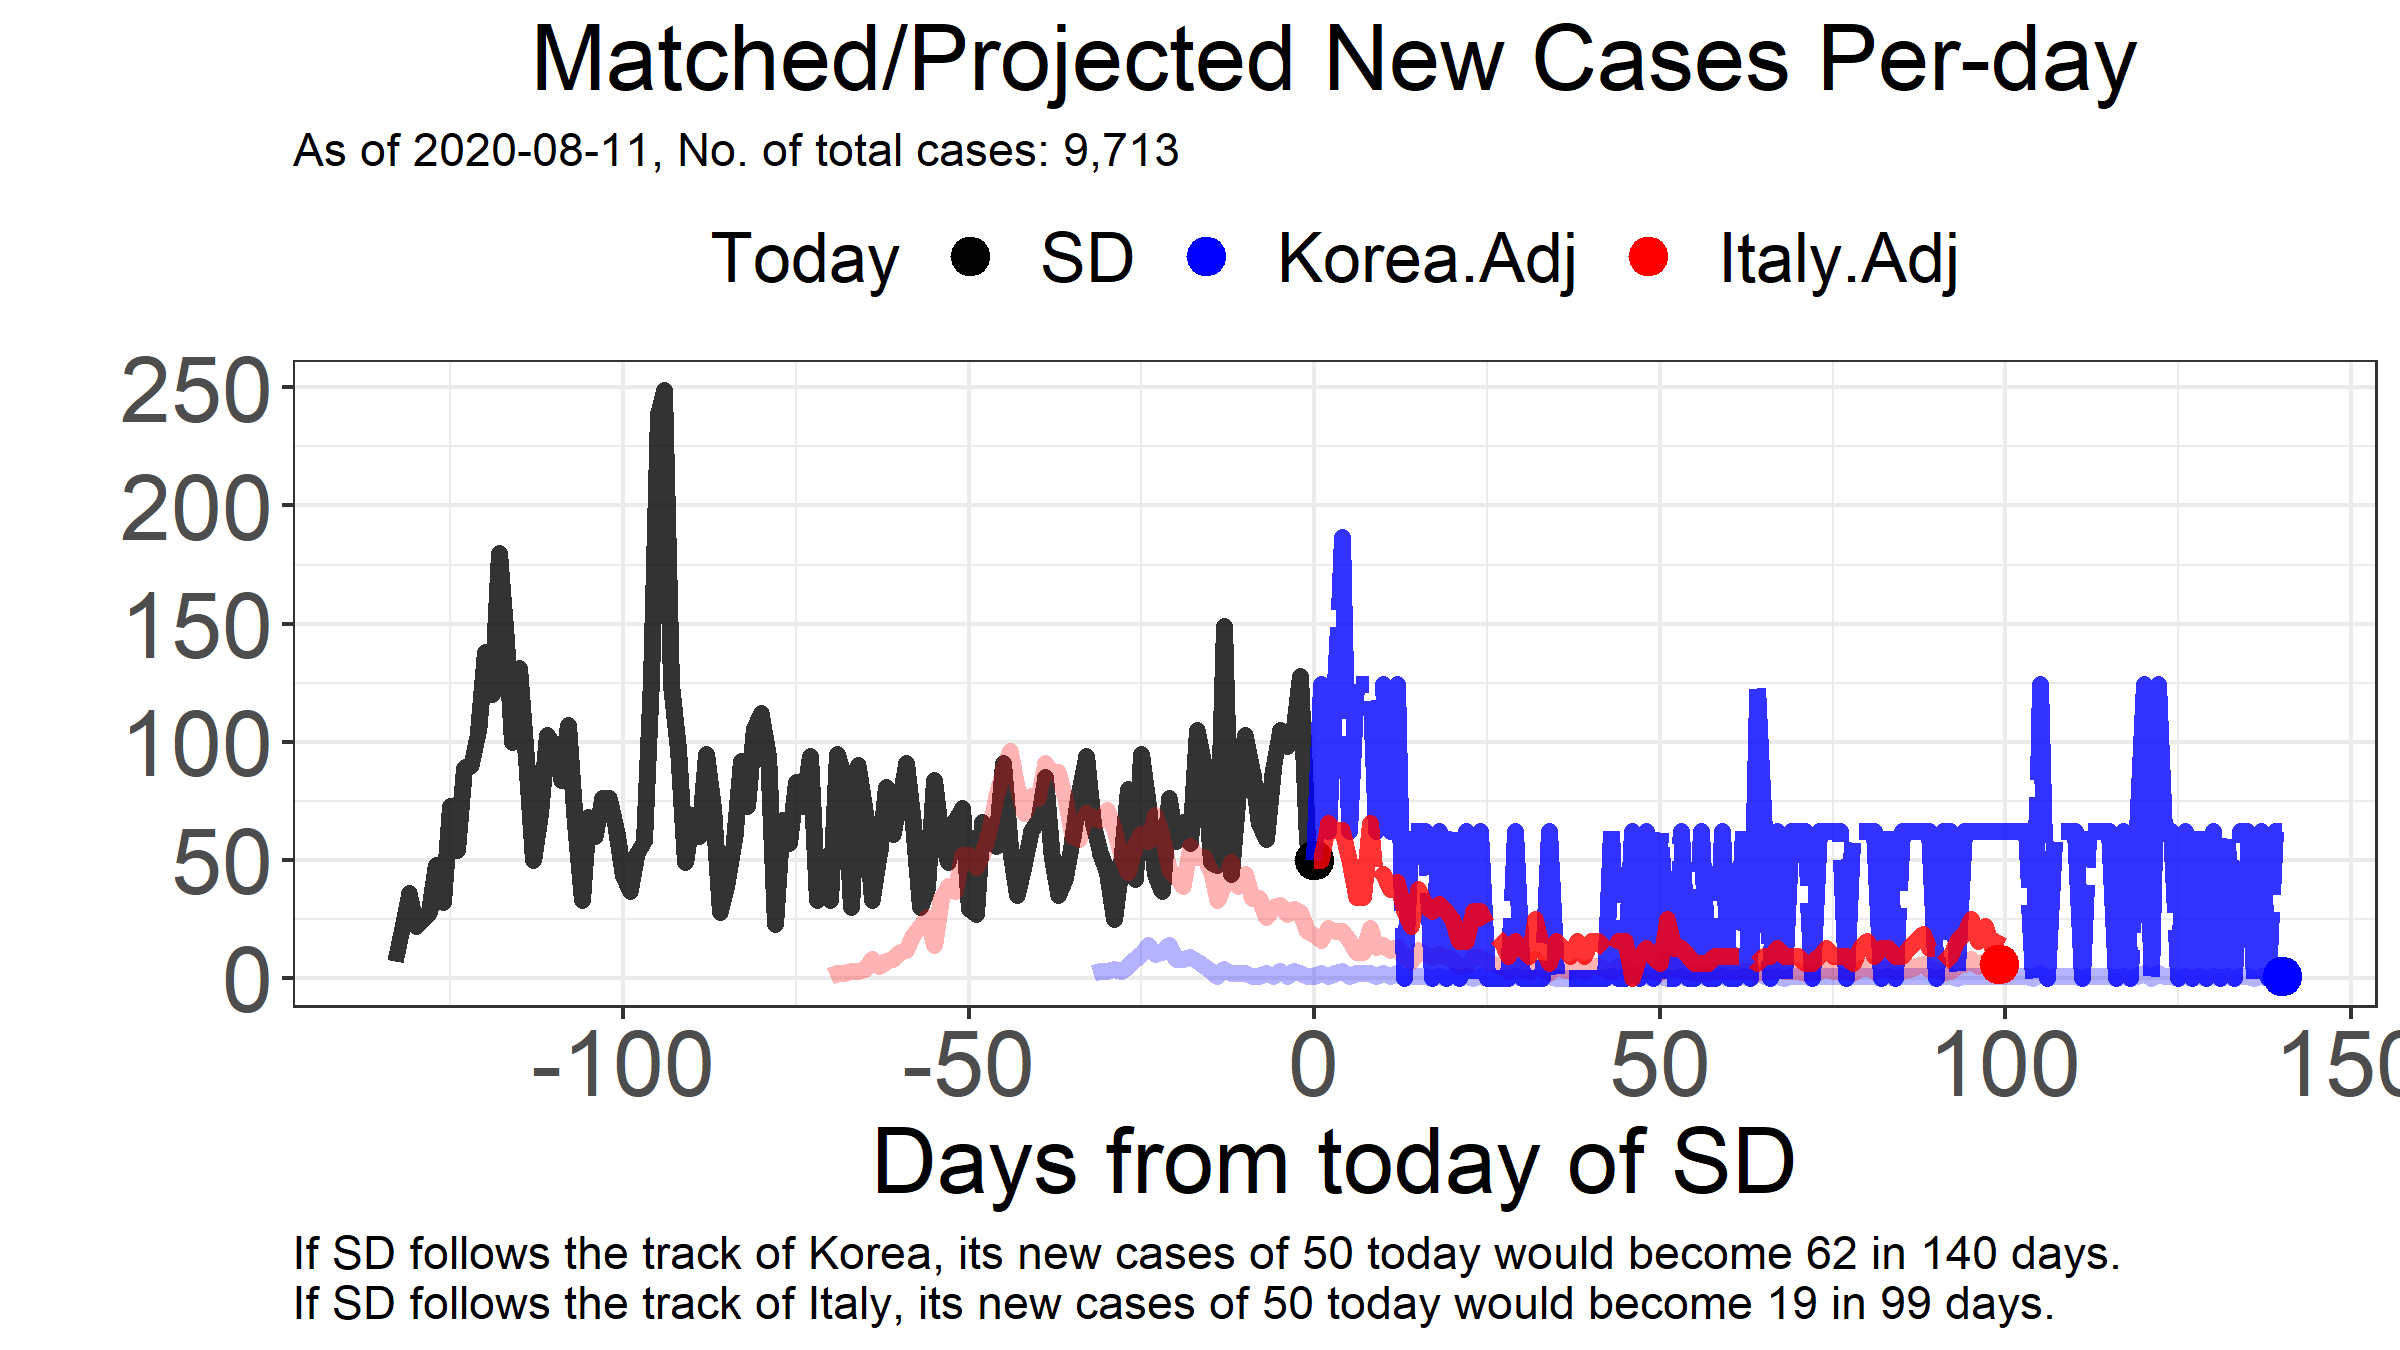 Matched/Projected New Cases Per-day
As of 2020-08-11, No. of total cases: 9,713
Today SD Korea.Adj Italy.Adj
250
200
150
100
50
0
-100 -50 0 50 100 150
Days from today of SD
If SD follows the track of Korea, its new cases of 50 today would become 62 in 140 days.
If SD follows the track of Italy, its new cases of 50 today would become 19 in 99 days.